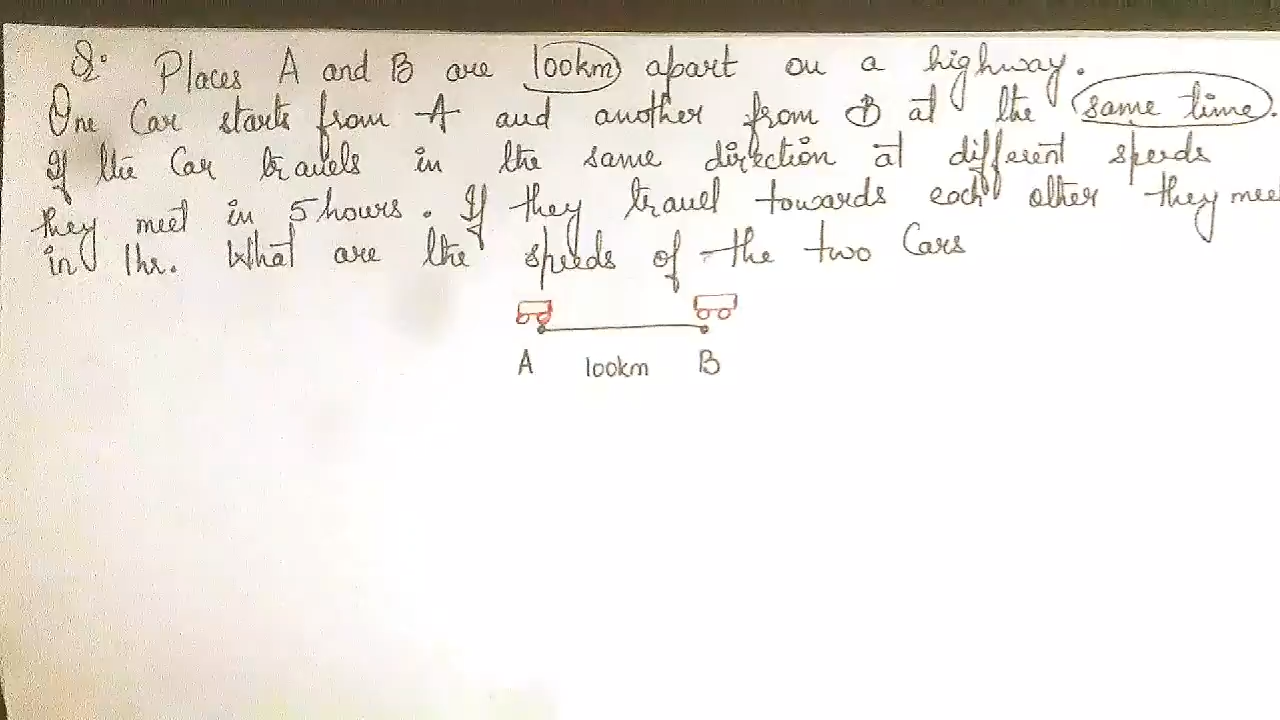 Q. Places A and B are 100km apart on a highway.
One Car starts from A and another from B at the same time.
If the Car travels in the same direction at different speeds
they meet in 5 hours. If they travel towards each other they mee
in 1hr. What are the speeds of the two Cars
A 100km B